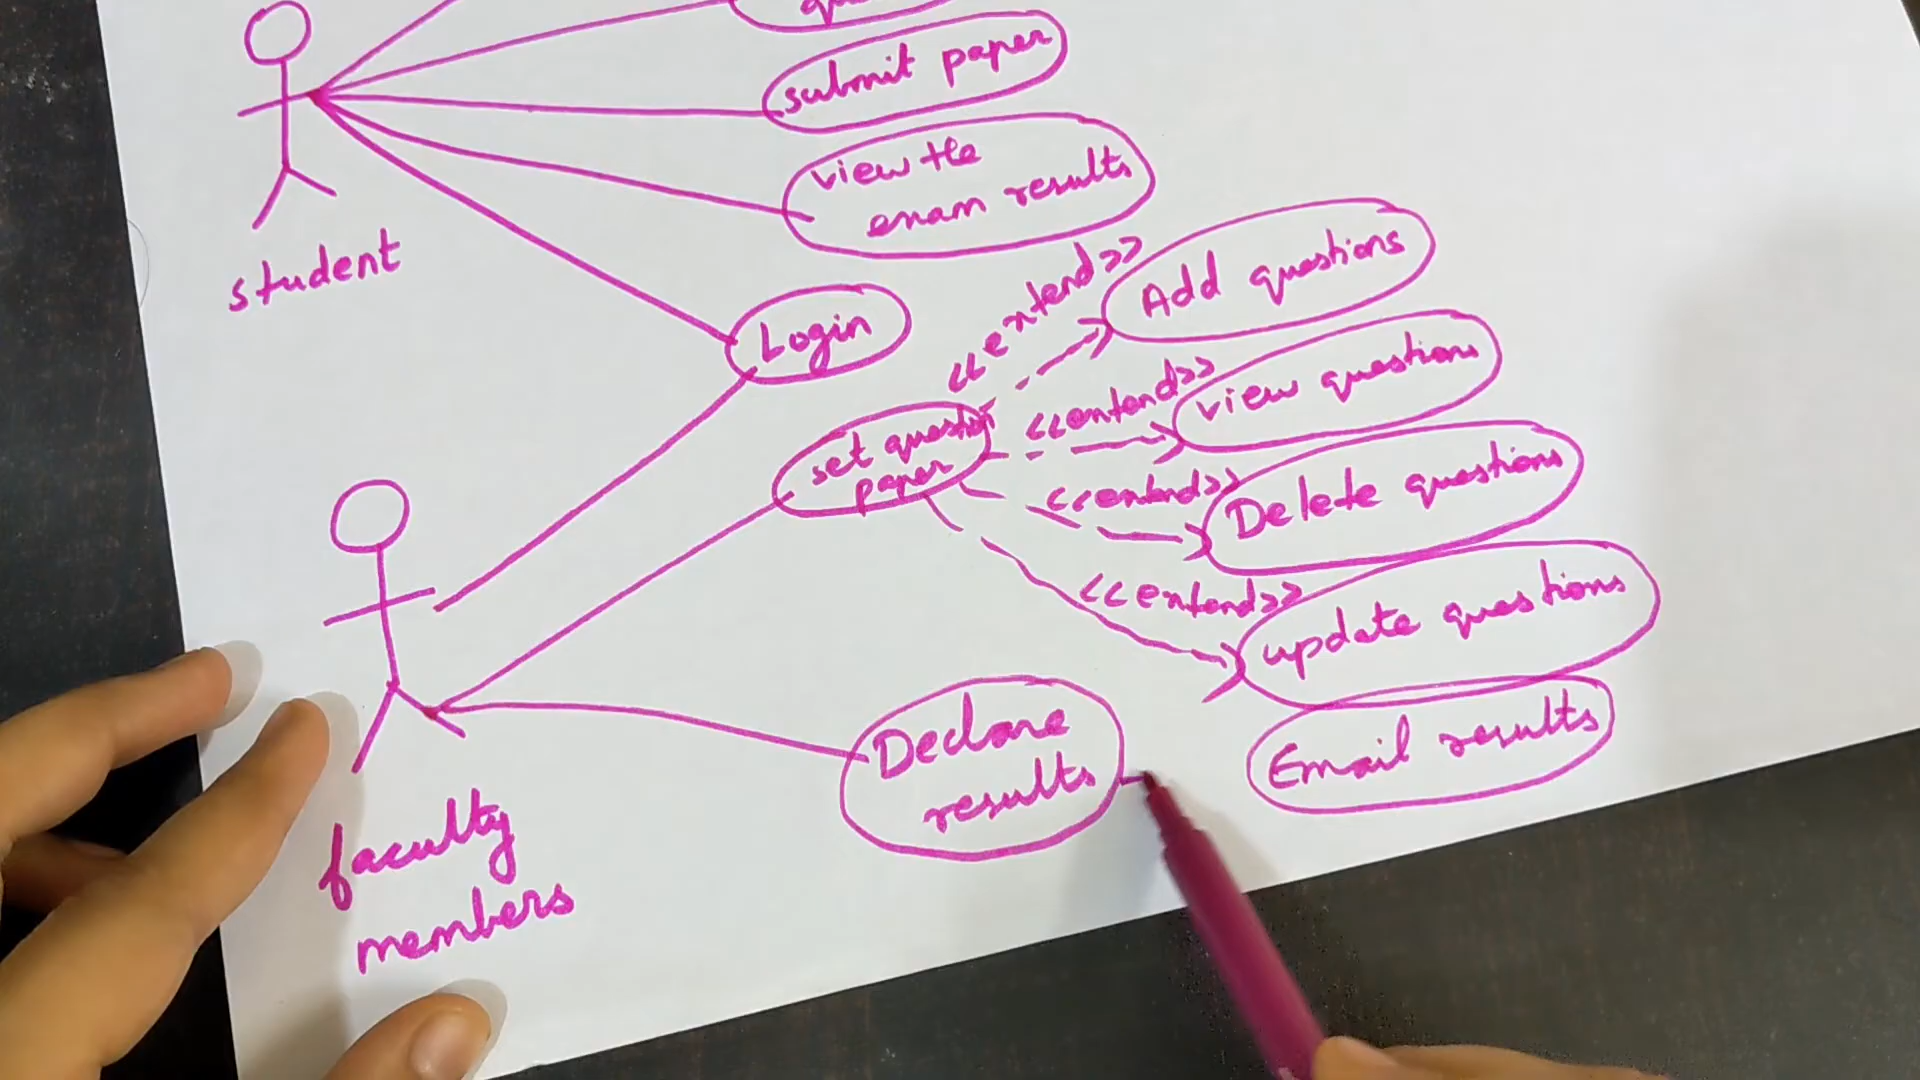 submit paper
view the
exam results
student
<<extend>>
Add questions
Login
<<extend>>
view questions
set question
paper
<<extend>>
Delete questions
<<extend>>
update questions
Declare
results
Email results
faculty
members